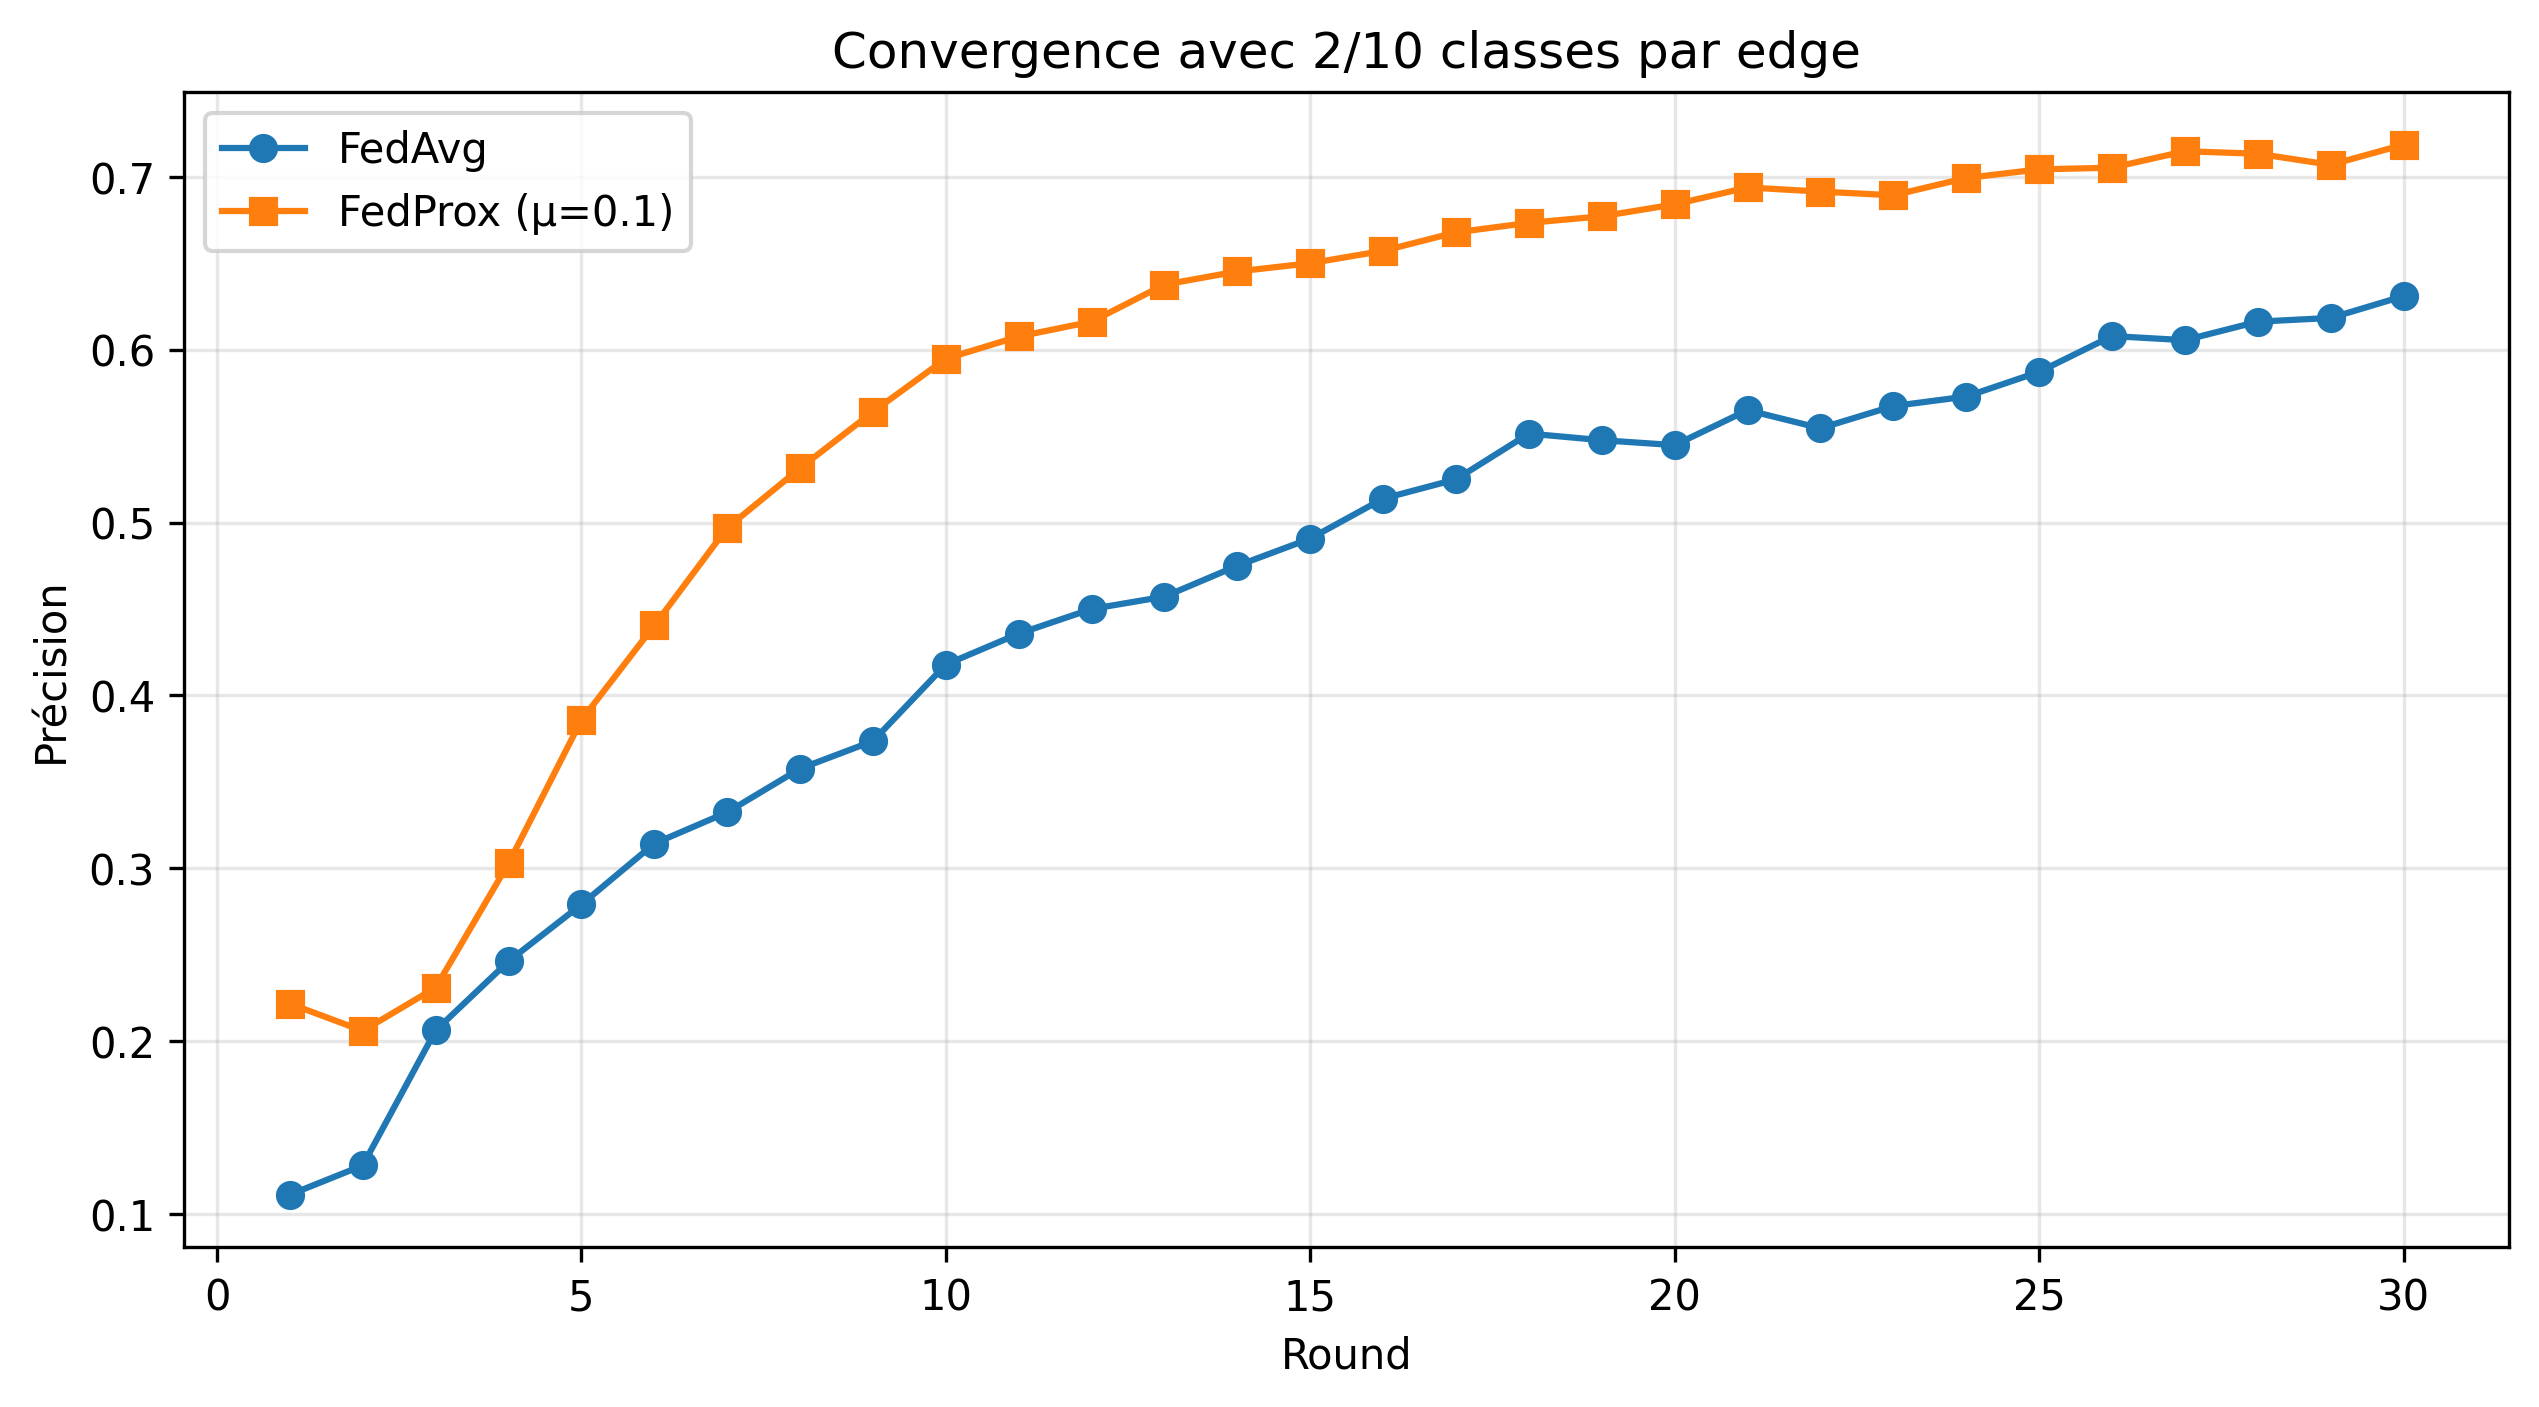 Convergence avec 2/10 classes par edge
FedAvg
FedProx (μ=0.1)
Précision
0.7
0.6
0.5
0.4
0.3
0.2
0.1
0 5 10 15 20 25 30
Round